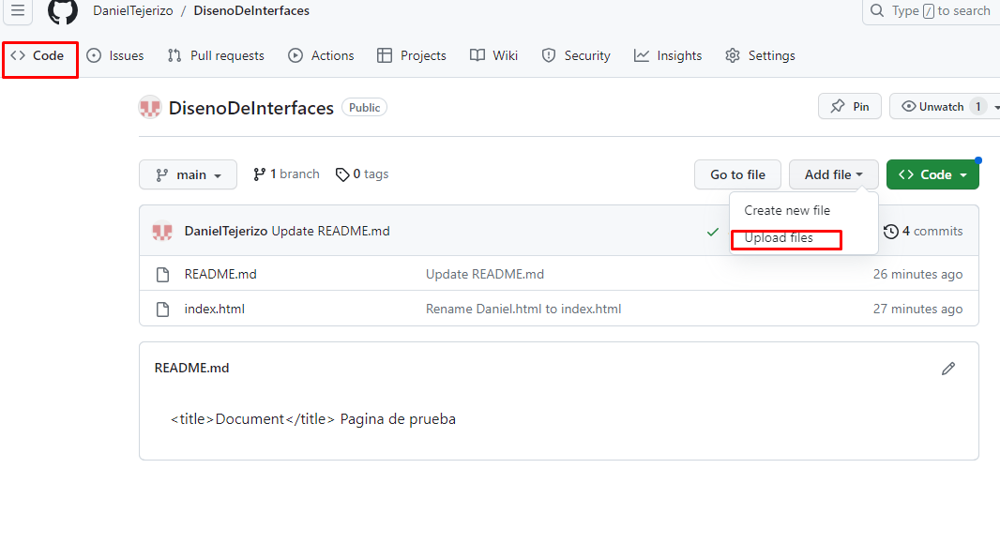 DanielTejerizo / DisenoDeInterfaces Type / to search
Code Issues Pull requests Actions Projects Wiki Security Insights Settings
DisenoDeInterfaces Public Pin Unwatch 1
main 1 branch 0 tags Go to file Add file <> Code
Create new file
DanielTejerizo Update README.md 4 commits
Upload files
README.md Update README.md 26 minutes ago
index.html Rename Daniel.html to index.html 27 minutes ago
README.md
<title>Document</title> Pagina de prueba